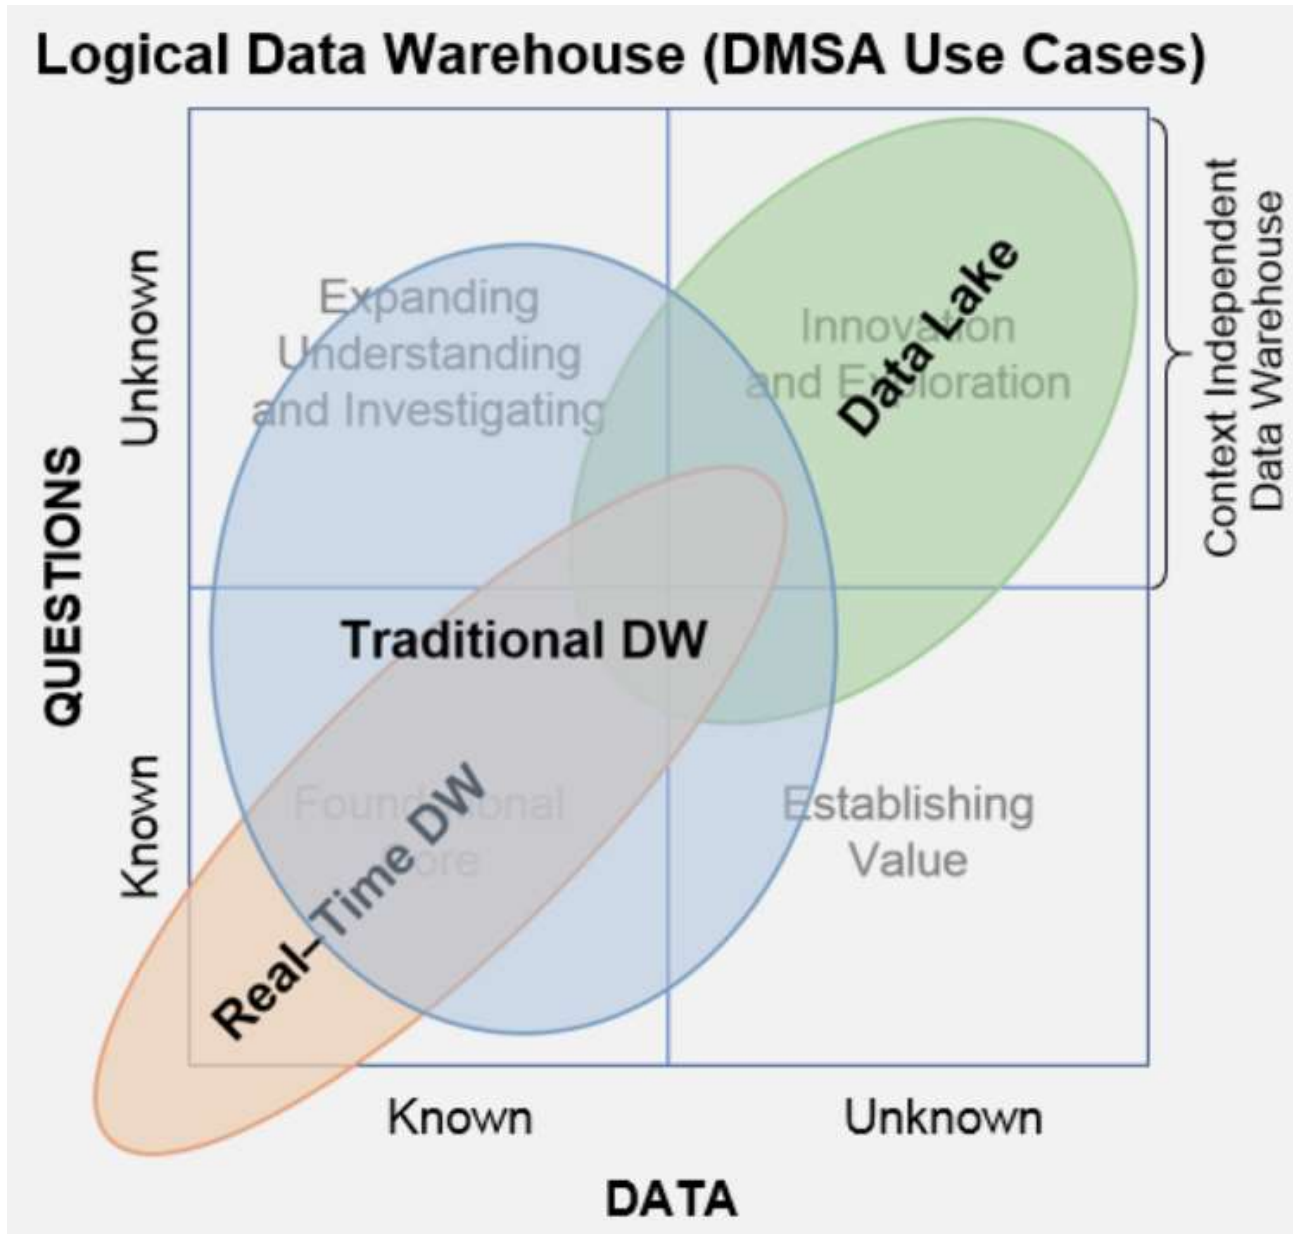 Logical Data Warehouse (DMSA Use Cases)
QUESTIONS
Unknown
Known
Expanding
Understanding
and Investigating
Innovation
and Exploration
Data Lake
Context Independent
Data Warehouse
Traditional DW
Foundational
Core
Real–Time DW
Establishing
Value
Known
Unknown
DATA